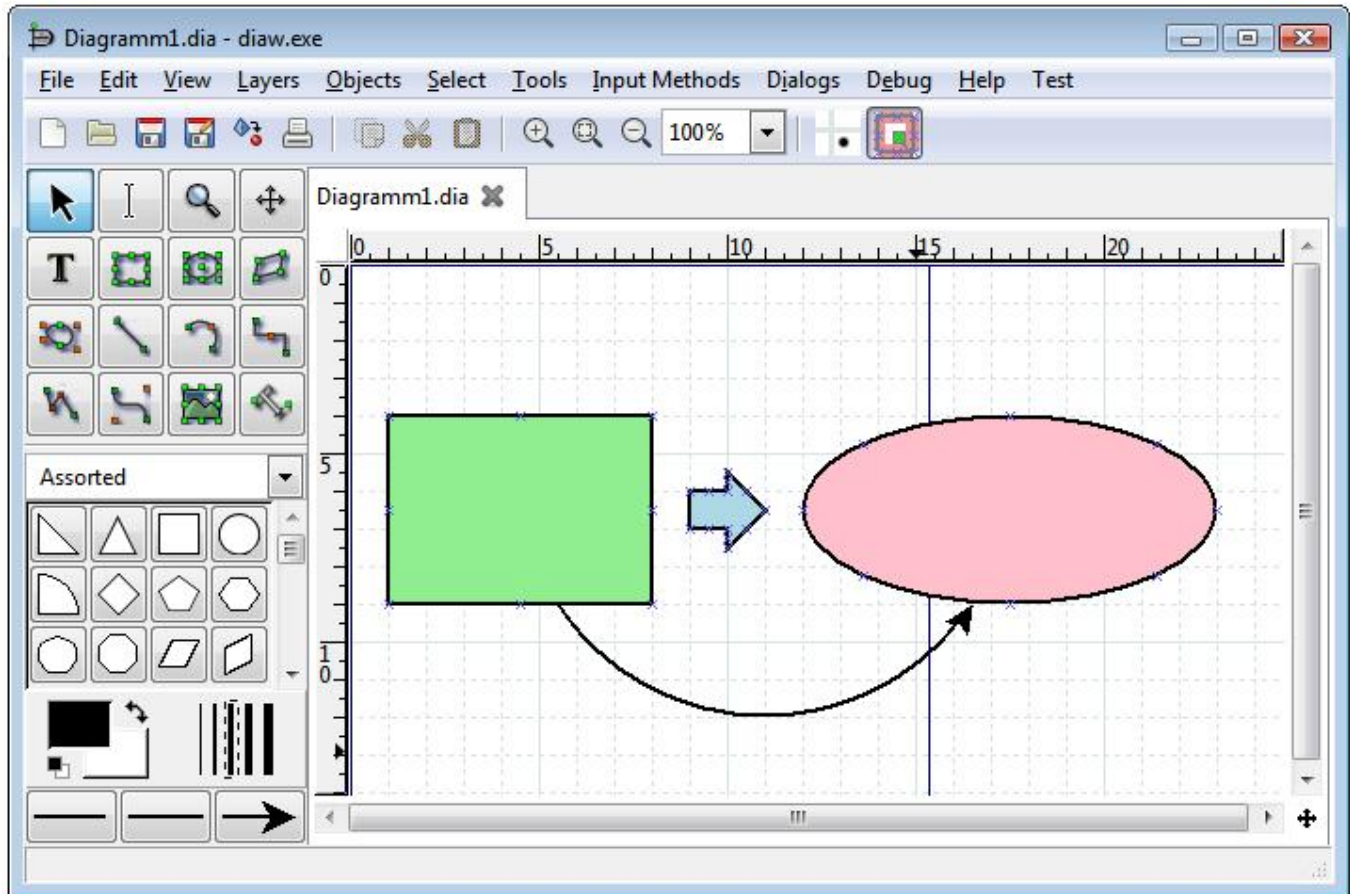 Diagramm1.dia - diaw.exe
File Edit View Layers Objects Select Tools Input Methods Dialogs Debug Help Test
100%
Diagramm1.dia
0 5 10 15 20
0
T
5
Assorted
10